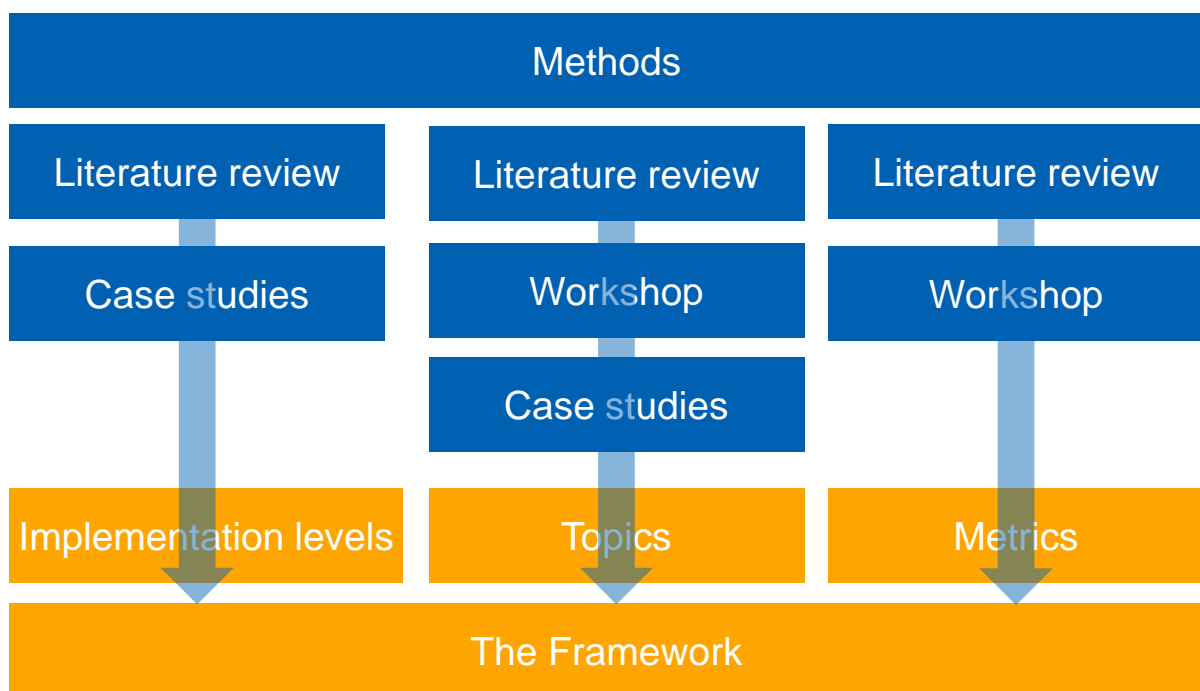 Methods
Literature review
Literature review
Literature review
Case studies
Workshop
Workshop
Case studies
Implementation levels
Topics
Metrics
The Framework